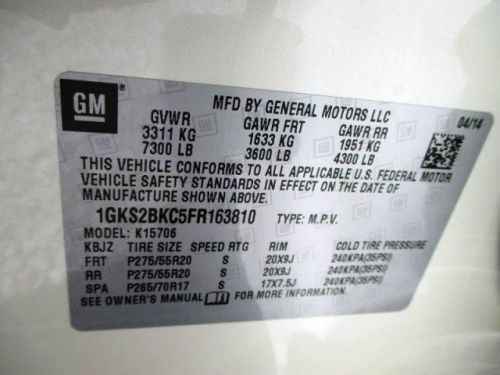 GM
MFD BY GENERAL MOTORS LLC
04/14
GVWR GAWR FRT GAWR RR
3311 KG 1633 KG 1951 KG
7300 LB 3600 LB 4300 LB
THIS VEHICLE CONFORMS TO ALL APPLICABLE U.S. FEDERAL MOTOR
VEHICLE SAFETY STANDARDS IN EFFECT ON THE DATE OF
MANUFACTURE SHOWN ABOVE.
1GKS2BKC5FR163810 TYPE: M.P.V.
MODEL: K15706
KBJZ TIRE SIZE SPEED RTG RIM COLD TIRE PRESSURE
FRT P275/55R20 S 20X9J 240KPA(35PSI)
RR P275/55R20 S 20X9J 240KPA(35PSI)
SPA P265/70R17 S 17X7.5J 240KPA(35PSI)
SEE OWNER'S MANUAL FOR MORE INFORMATION.